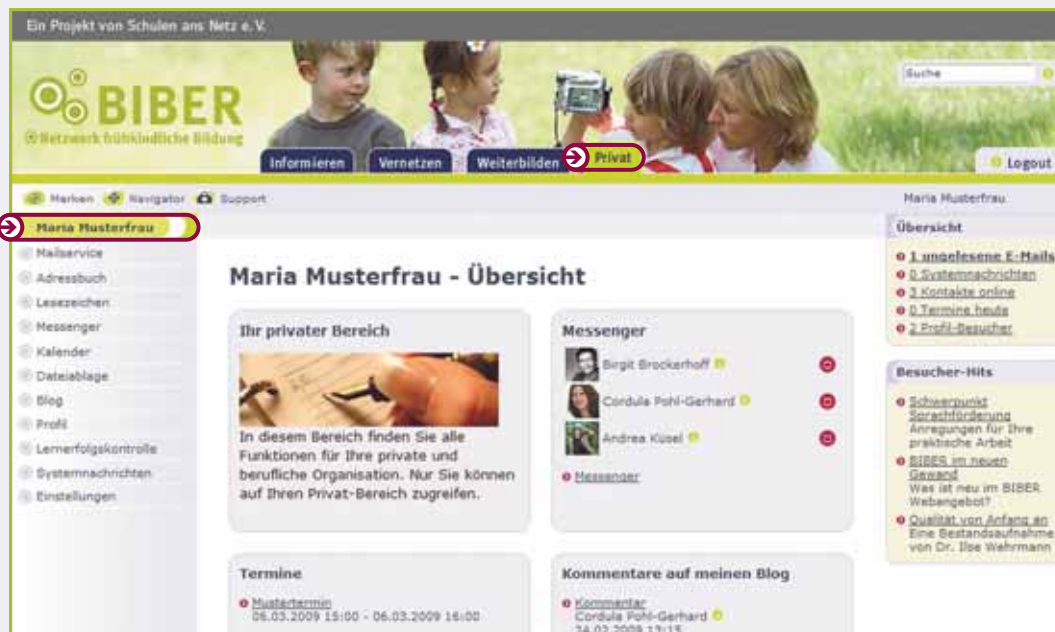 Ein Projekt von Schulen ans Netz e.V.
BIBER
Netzwerk frühkindliche Bildung
Suche
Informieren
Vernetzen
Weiterbilden
Privat
Logout
Merken
Navigator
Support
Maria Musterfrau
Maria Musterfrau
Mailservice
Adressbuch
Lesezeichen
Messenger
Kalender
Dateiablage
Blog
Profil
Lernerfolgskontrolle
Systemnachrichten
Einstellungen
Maria Musterfrau - Übersicht
Ihr privater Bereich
In diesem Bereich finden Sie alle
Funktionen für Ihre private und
berufliche Organisation. Nur Sie können
auf Ihren Privat-Bereich zugreifen.
Messenger
Birgit Brockerhoff
Cordula Pohl-Gerhard
Andrea Küsel
Messenger
Termine
Mustertermin
06.03.2009 15:00 - 06.03.2009 16:00
Kommentare auf meinen Blog
Kommentar
Cordula Pohl-Gerhard
24.02.2009 13:15
Übersicht
1 ungelesene E-Mails
0 Systemnachrichten
3 Kontakte online
0 Termine heute
2 Profil-Besucher
Besucher-Hits
Schwerpunkt
Sprachförderung
Anregungen für Ihre
praktische Arbeit
BIBER im neuen
Gewand
Was ist neu im BIBER
Webangebot?
Qualität von Anfang an
Eine Bestandsaufnahme
von Dr. Ilse Wehrmann